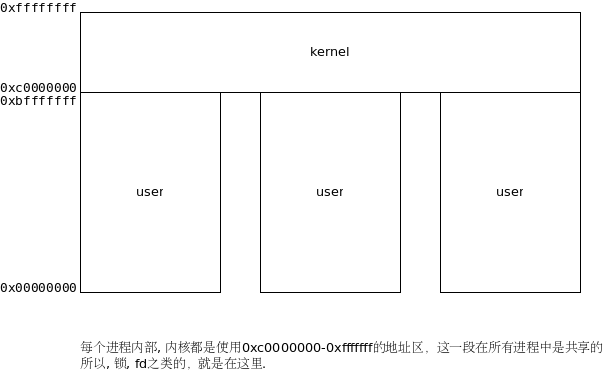 0xffffffff
kernel
0xc0000000
0xbfffffff
user user user
0x00000000
每个进程内部, 内核都是使用0xc0000000-0xffffffff的地址区，这一段在所有进程中是共享的
所以, 锁, fd之类的，就是在这里.